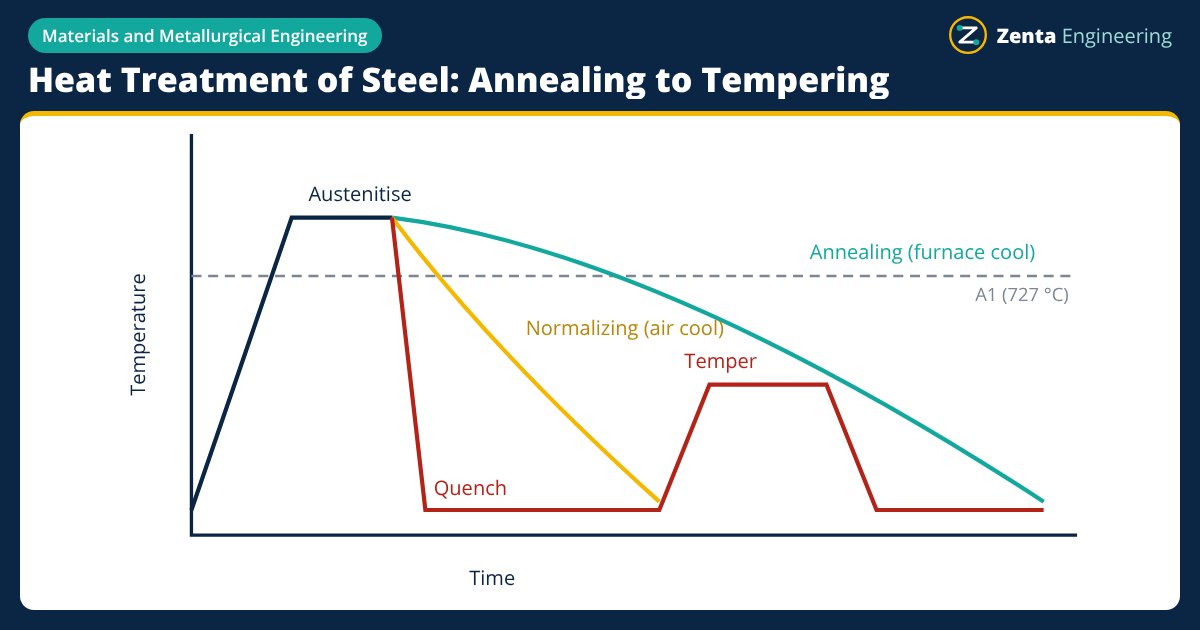 Materials and Metallurgical Engineering
Zenta Engineering
Heat Treatment of Steel: Annealing to Tempering
Austenitise
Annealing (furnace cool)
A1 (727 °C)
Normalizing (air cool)
Temper
Temperature
Quench
Time